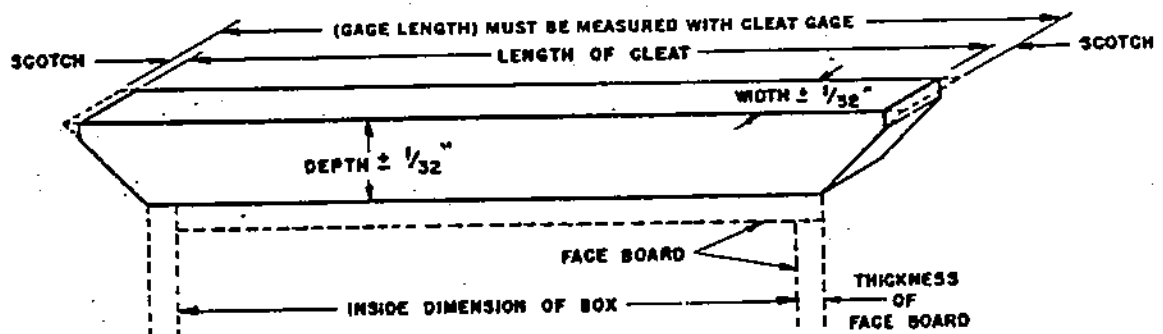 (GAGE LENGTH) MUST BE MEASURED WITH CLEAT GAGE
SCOTCH
LENGTH OF CLEAT
SCOTCH
WIDTH ± 1/32"
DEPTH ± 1/32"
FACE BOARD
INSIDE DIMENSION OF BOX
THICKNESS
OF
FACE BOARD